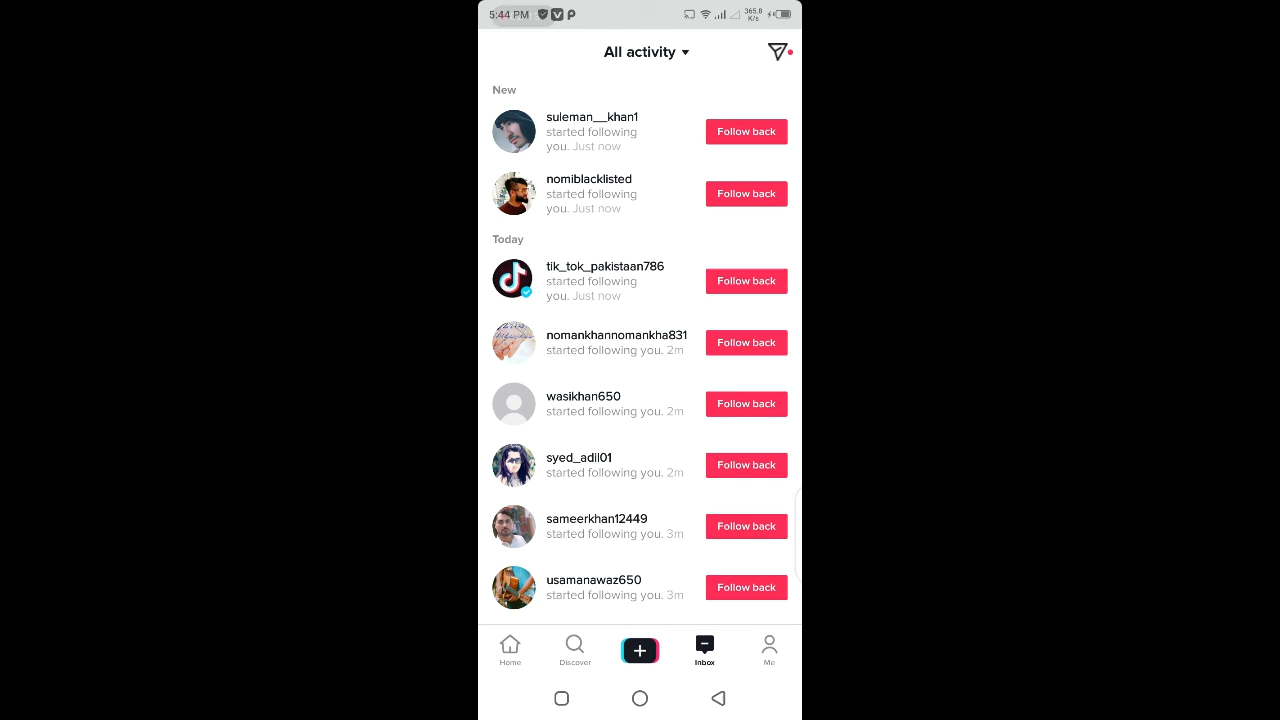 5:44 PM
365.8
K/s
All activity
New
suleman__khan1
started following
you. Just now
Follow back
nomiblacklisted
started following
you. Just now
Follow back
Today
tik_tok_pakistaan786
started following
you. Just now
Follow back
nomankhannomankha831
started following you. 2m
Follow back
wasikhan650
started following you. 2m
Follow back
syed_adil01
started following you. 2m
Follow back
sameerkhan12449
started following you. 3m
Follow back
usamanawaz650
started following you. 3m
Follow back
Home
Discover
Inbox
Me